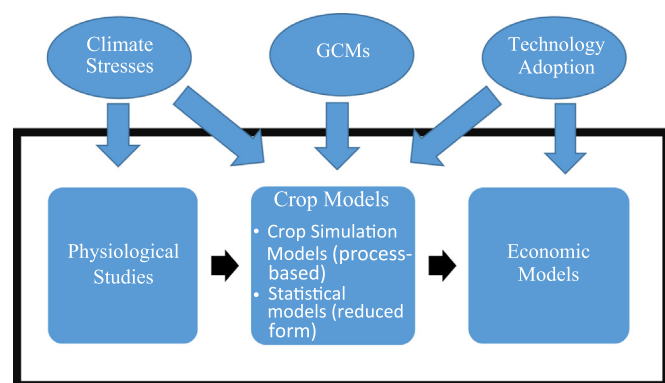 Climate
Stresses
GCMs
Technology
Adoption
Physiological
Studies
Crop Models
• Crop Simulation
Models (process-
based)
• Statistical
models (reduced
form)
Economic
Models